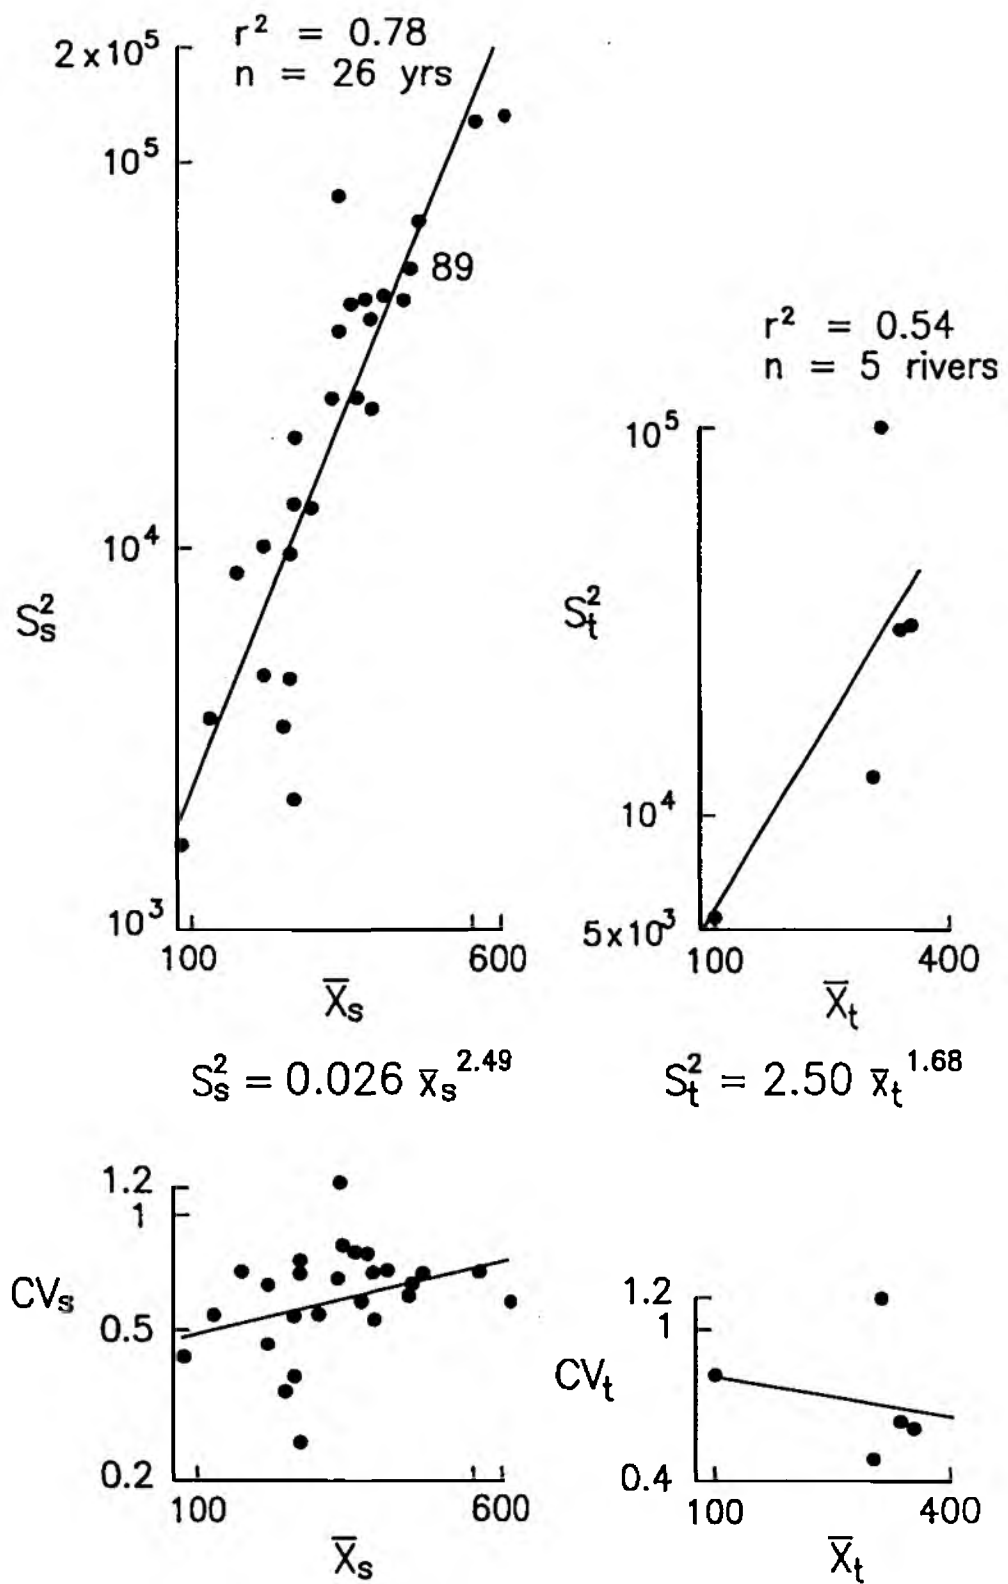 r² = 0.78
n = 26 yrs
2×10⁵
10⁵
89
10⁴
S²ₛ
10³
100 600
X̄ₛ
r² = 0.54
n = 5 rivers
10⁵
S²ₜ
10⁴
5×10³
100 400
X̄ₜ
S²ₛ = 0.026 x̄ₛ^2.49
S²ₜ = 2.50 x̄ₜ^1.68
1.2
1
CVₛ
0.5
0.2
100 600
X̄ₛ
1.2
1
CVₜ
0.4
100 400
X̄ₜ